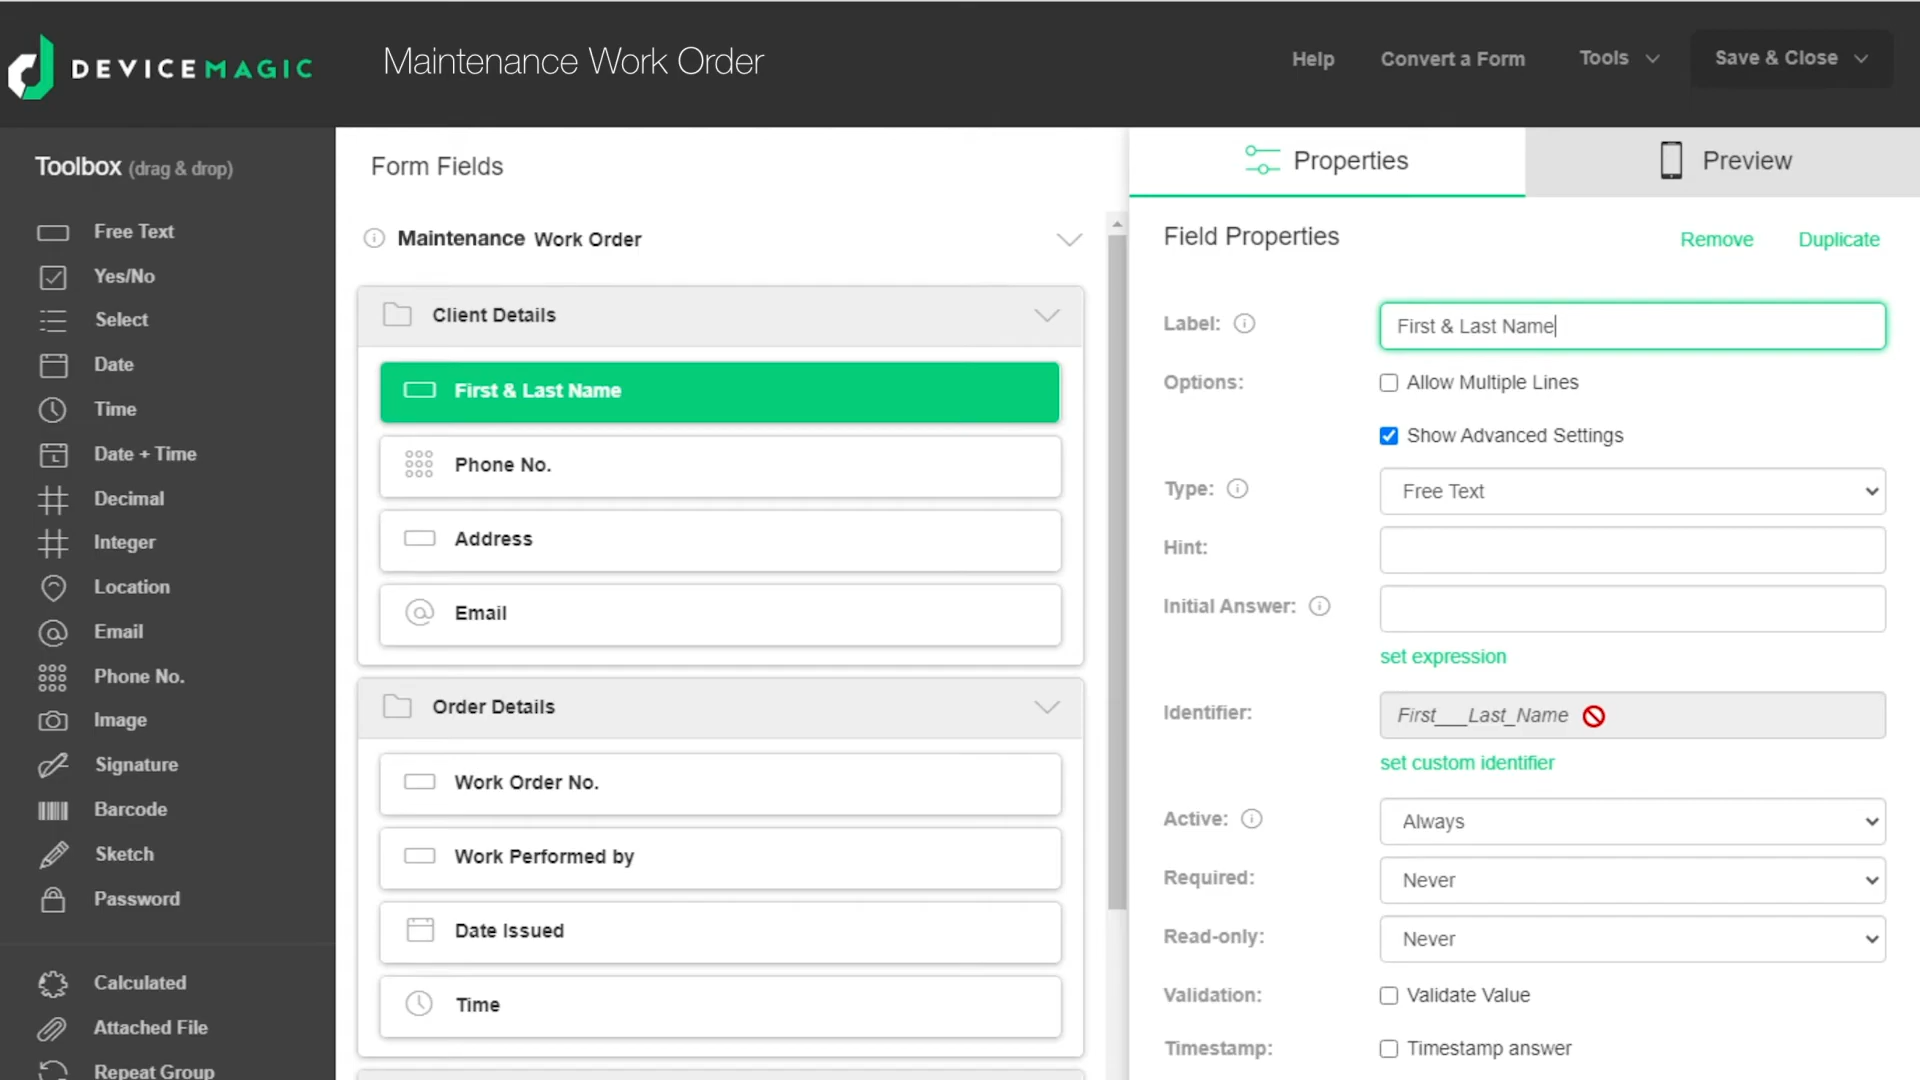 DEVICEMAGIC
Maintenance Work Order
Help
Convert a Form
Tools
Save & Close
Toolbox (drag & drop)
Free Text
Yes/No
Select
Date
Time
Date + Time
Decimal
Integer
Location
Email
Phone No.
Image
Signature
Barcode
Sketch
Password
Calculated
Attached File
Repeat Group
Form Fields
Maintenance Work Order
Client Details
First & Last Name
Phone No.
Address
Email
Order Details
Work Order No.
Work Performed by
Date Issued
Time
Properties
Preview
Field Properties
Remove
Duplicate
Label:
First & Last Name
Options:
Allow Multiple Lines
Show Advanced Settings
Type:
Free Text
Hint:
Initial Answer:
set expression
Identifier:
First___Last_Name
set custom identifier
Active:
Always
Required:
Never
Read-only:
Never
Validation:
Validate Value
Timestamp:
Timestamp answer